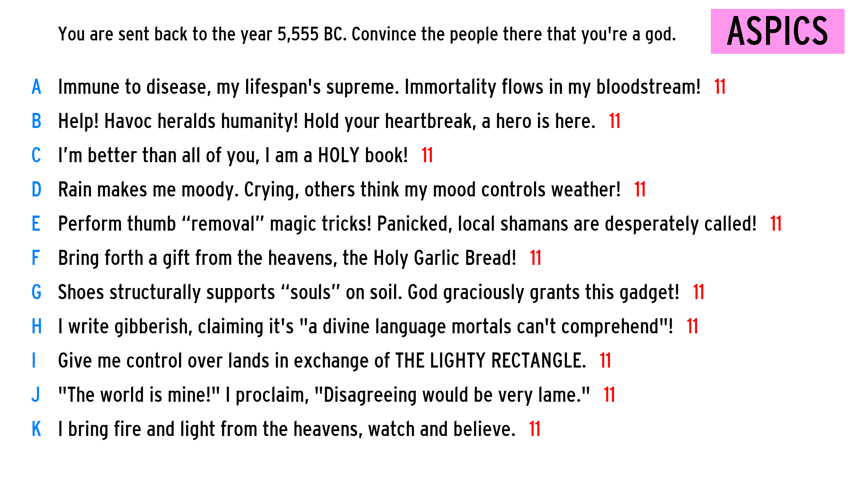 You are sent back to the year 5,555 BC. Convince the people there that you're a god.
ASPICS
A Immune to disease, my lifespan's supreme. Immortality flows in my bloodstream! 11
B Help! Havoc heralds humanity! Hold your heartbreak, a hero is here. 11
C I’m better than all of you, I am a HOLY book! 11
D Rain makes me moody. Crying, others think my mood controls weather! 11
E Perform thumb “removal” magic tricks! Panicked, local shamans are desperately called! 11
F Bring forth a gift from the heavens, the Holy Garlic Bread! 11
G Shoes structurally supports “souls” on soil. God graciously grants this gadget! 11
H I write gibberish, claiming it's "a divine language mortals can't comprehend"! 11
I Give me control over lands in exchange of THE LIGHTY RECTANGLE. 11
J "The world is mine!" I proclaim, "Disagreeing would be very lame." 11
K I bring fire and light from the heavens, watch and believe. 11